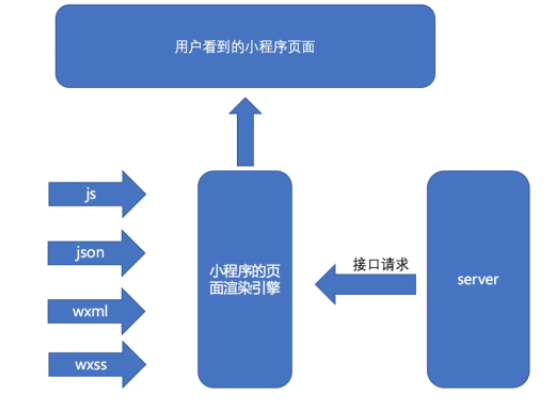 用户看到的小程序页面
js
json
wxml
wxss
小程序的页
面渲染引擎
接口请求
server